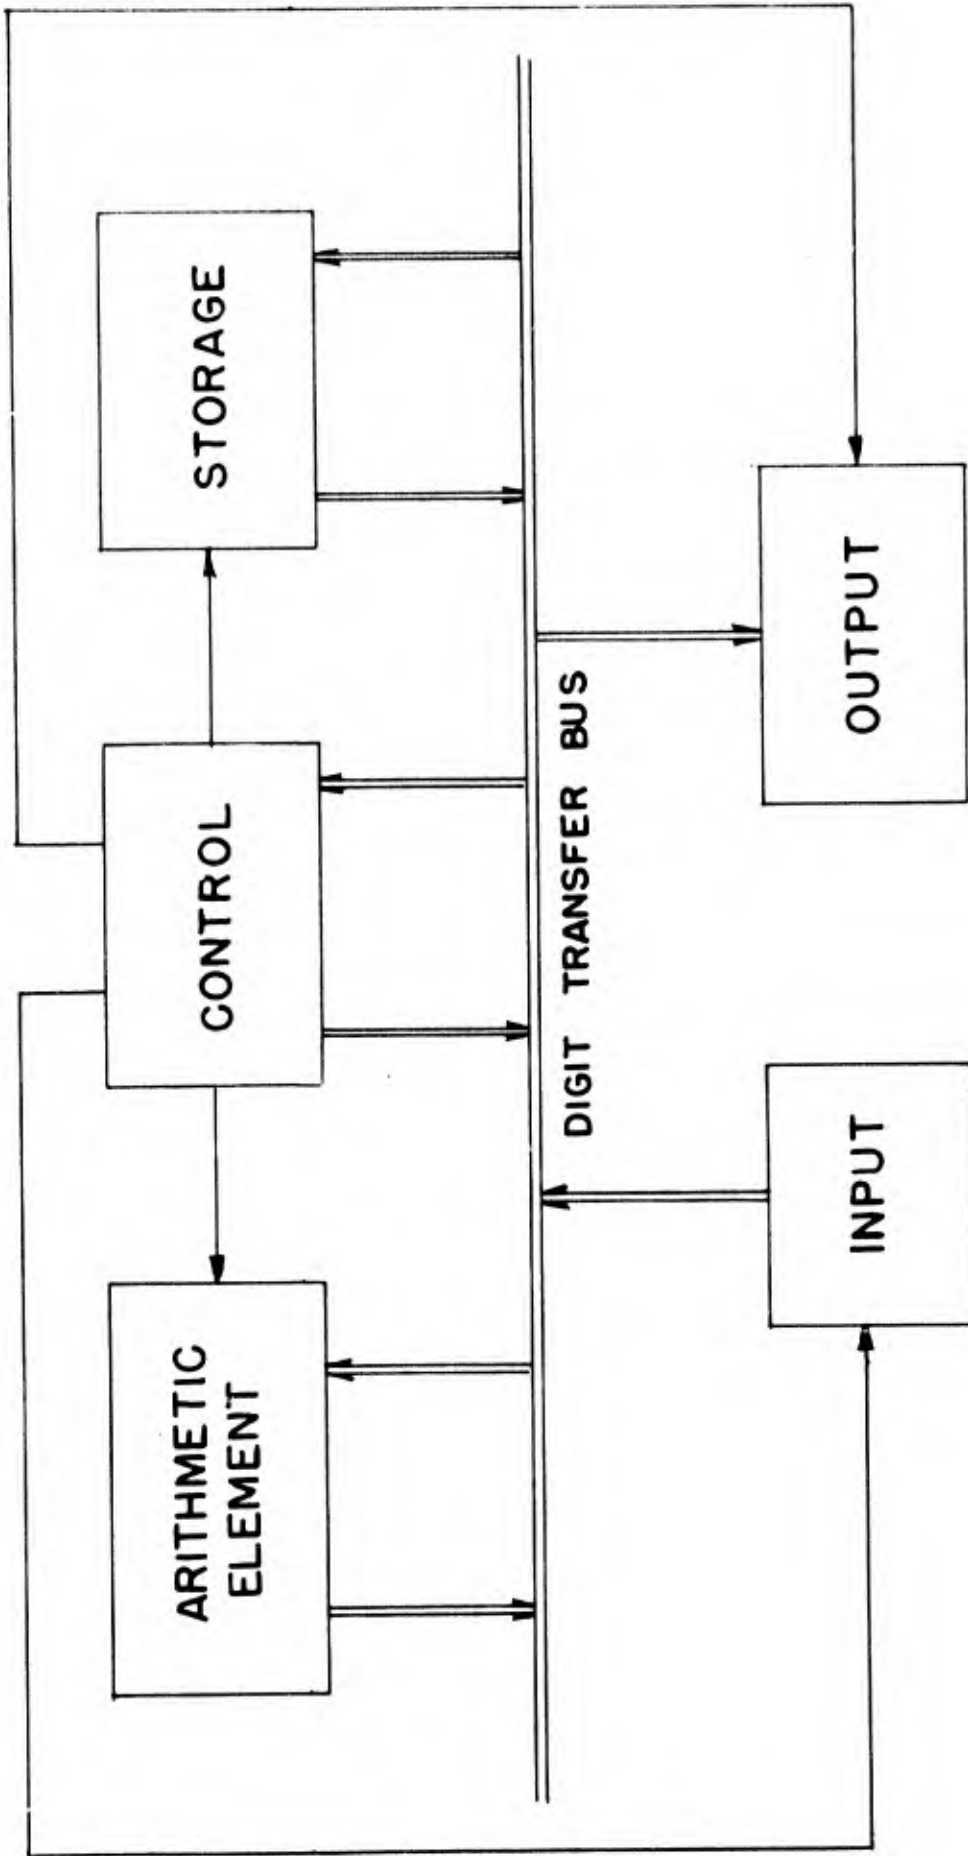 ARITHMETIC
ELEMENT
CONTROL
STORAGE
DIGIT TRANSFER BUS
INPUT
OUTPUT